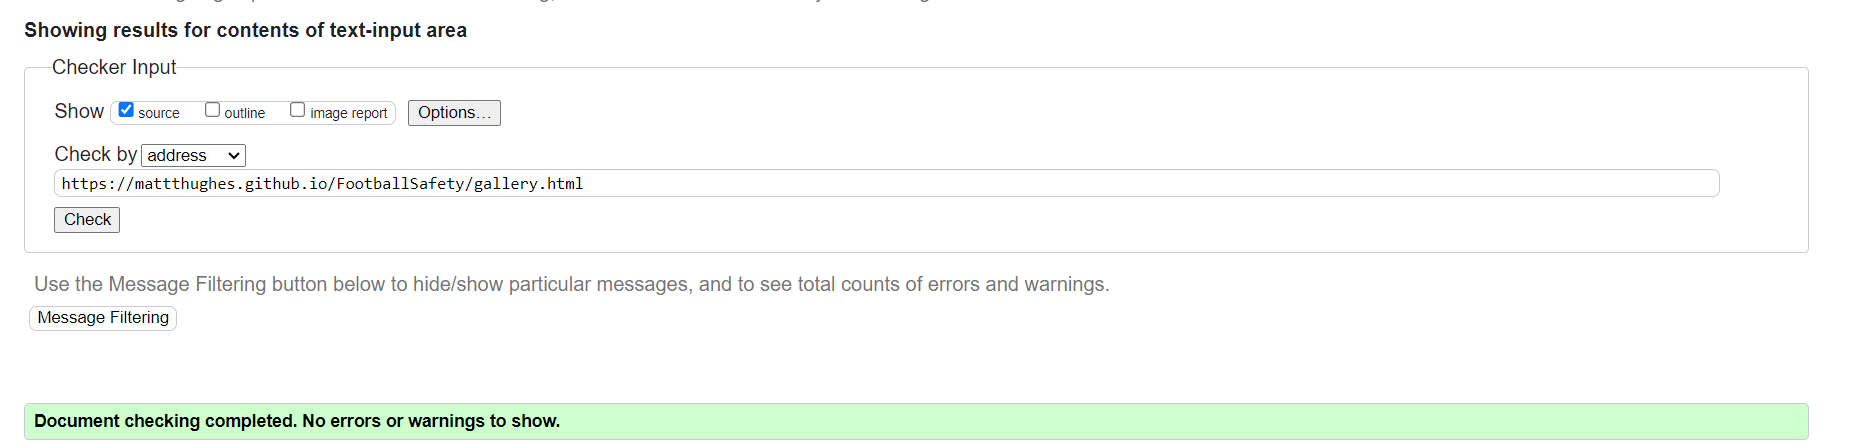 Showing results for contents of text-input area
Checker Input
Show source outline image report Options...
Check by address
https://mattthughes.github.io/FootballSafety/gallery.html
Check
Use the Message Filtering button below to hide/show particular messages, and to see total counts of errors and warnings.
Message Filtering
Document checking completed. No errors or warnings to show.